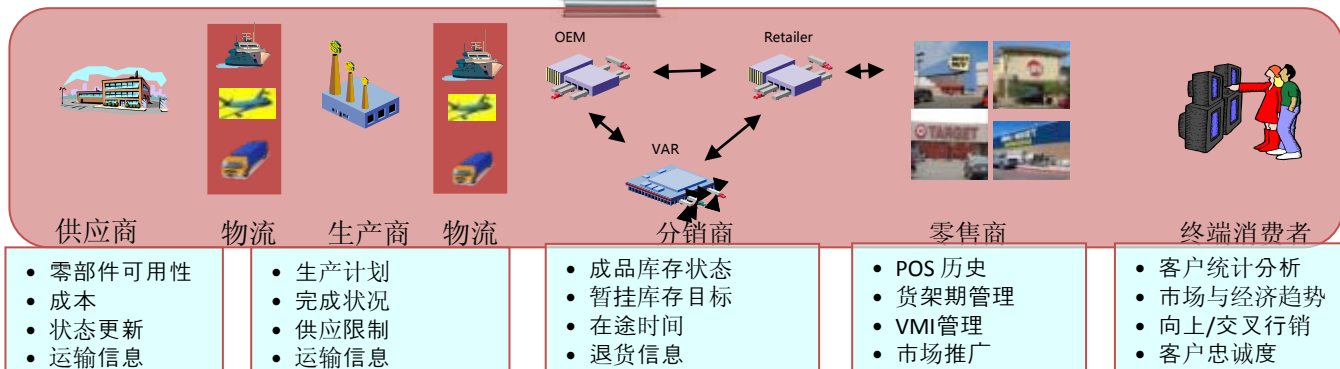 OEM
Retailer
VAR
TARGET
供应商
物流
生产商
物流
分销商
零售商
终端消费者
• 零部件可用性
• 成本
• 状态更新
• 运输信息
• 生产计划
• 完成状况
• 供应限制
• 运输信息
• 成品库存状态
• 暂挂库存目标
• 在途时间
• 退货信息
• POS 历史
• 货架期管理
• VMI管理
• 市场推广
• 客户统计分析
• 市场与经济趋势
• 向上/交叉行销
• 客户忠诚度